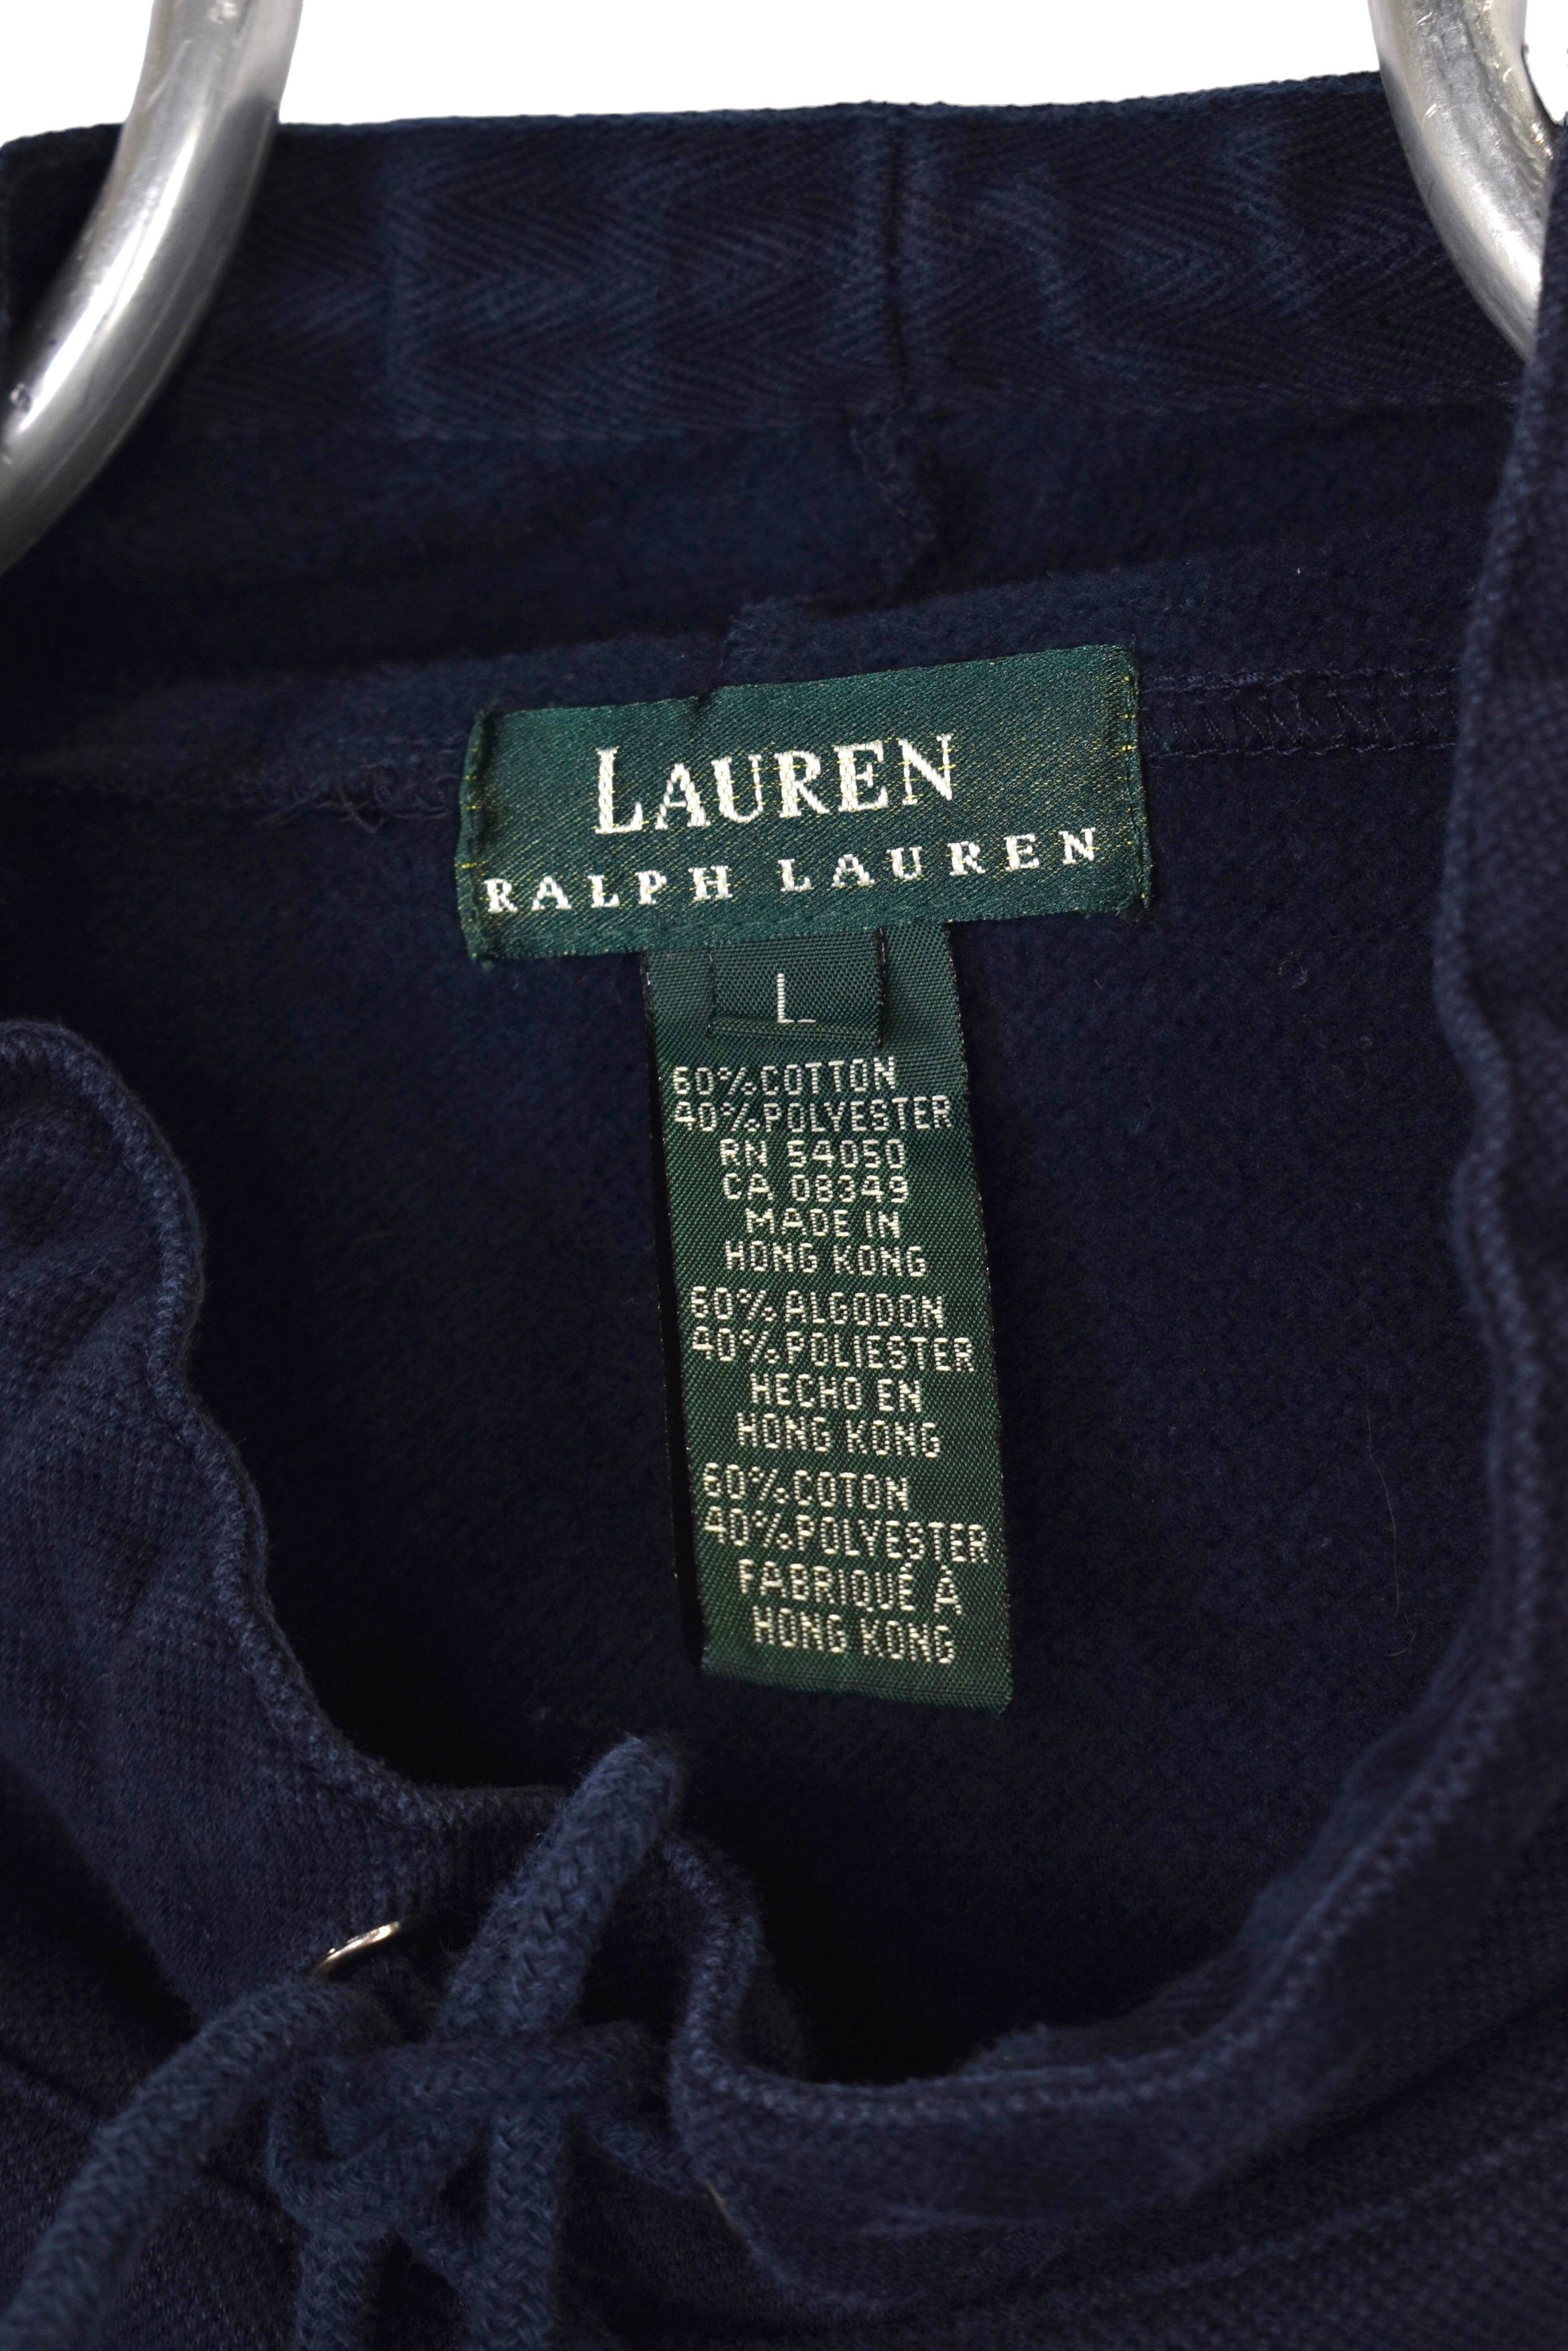 LAUREN
RALPH LAUREN
L
60%COTTON
40%POLYESTER
RN 54050
CA 08349
MADE IN
HONG KONG
60%ALGODON
40%POLIESTER
HECHO EN
HONG KONG
60%COTON
40%POLYESTER
FABRIQUÉ À
HONG KONG